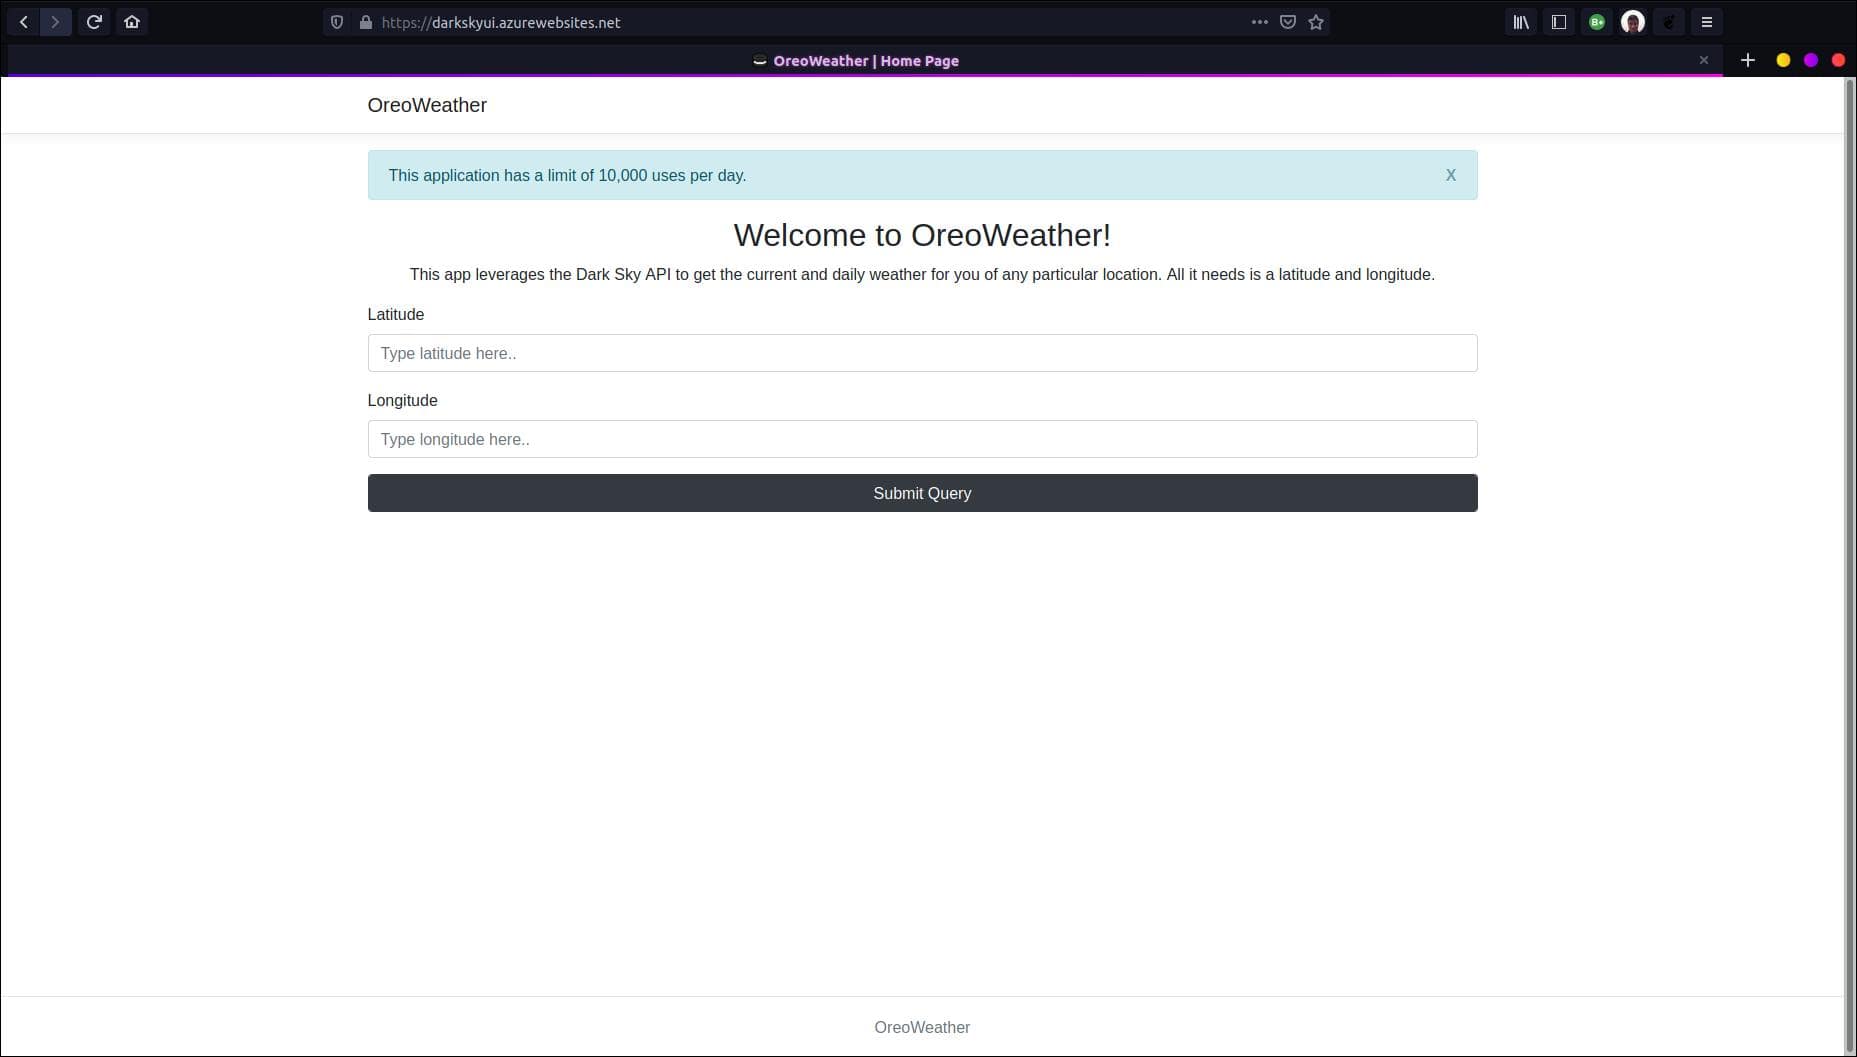 https://darkskyui.azurewebsites.net
OreoWeather | Home Page
OreoWeather
This application has a limit of 10,000 uses per day.
X
Welcome to OreoWeather!
This app leverages the Dark Sky API to get the current and daily weather for you of any particular location. All it needs is a latitude and longitude.
Latitude
Type latitude here..
Longitude
Type longitude here..
Submit Query
OreoWeather